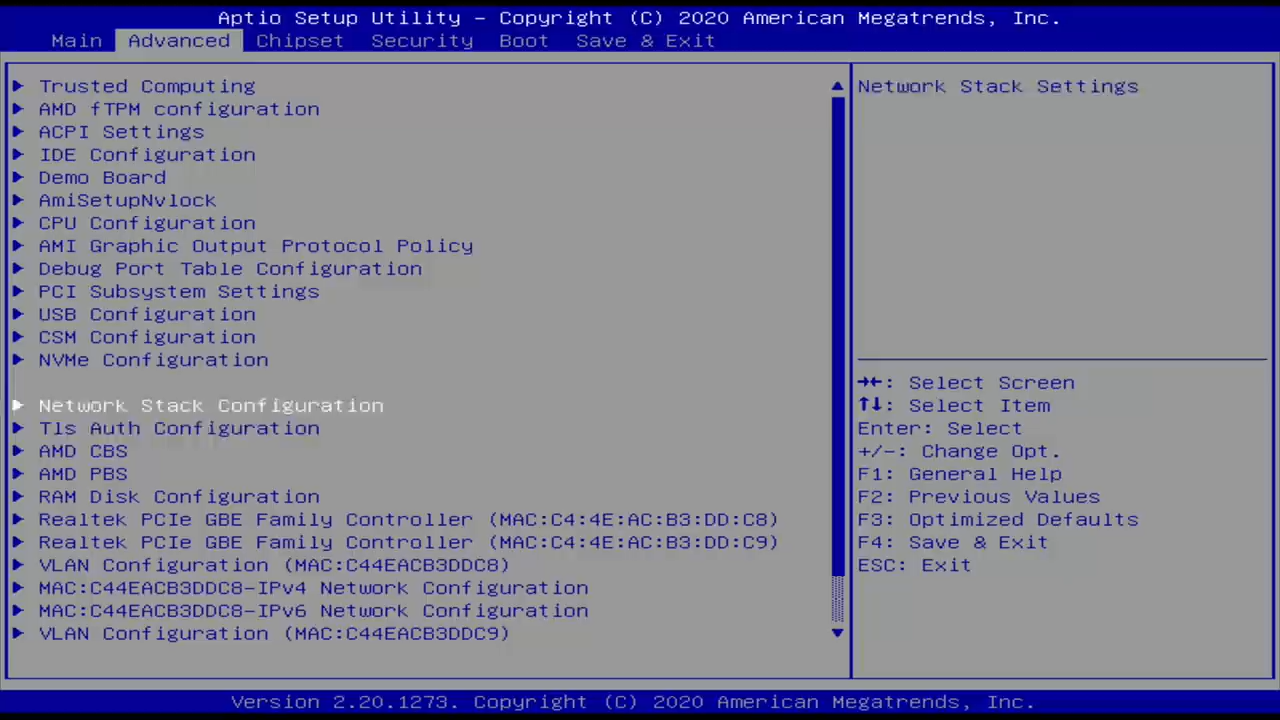 Aptio Setup Utility – Copyright (C) 2020 American Megatrends, Inc.
Main Advanced Chipset Security Boot Save & Exit
Trusted Computing
AMD fTPM configuration
ACPI Settings
IDE Configuration
Demo Board
AmiSetupNvlock
CPU Configuration
AMI Graphic Output Protocol Policy
Debug Port Table Configuration
PCI Subsystem Settings
USB Configuration
CSM Configuration
NVMe Configuration
Network Stack Configuration
Tls Auth Configuration
AMD CBS
AMD PBS
RAM Disk Configuration
Realtek PCIe GBE Family Controller (MAC:C4:4E:AC:B3:DD:C8)
Realtek PCIe GBE Family Controller (MAC:C4:4E:AC:B3:DD:C9)
VLAN Configuration (MAC:C44EACB3DDC8)
MAC:C44EACB3DDC8-IPv4 Network Configuration
MAC:C44EACB3DDC8-IPv6 Network Configuration
VLAN Configuration (MAC:C44EACB3DDC9)
Network Stack Settings
→←: Select Screen
↑↓: Select Item
Enter: Select
+/-: Change Opt.
F1: General Help
F2: Previous Values
F3: Optimized Defaults
F4: Save & Exit
ESC: Exit
Version 2.20.1273. Copyright (C) 2020 American Megatrends, Inc.